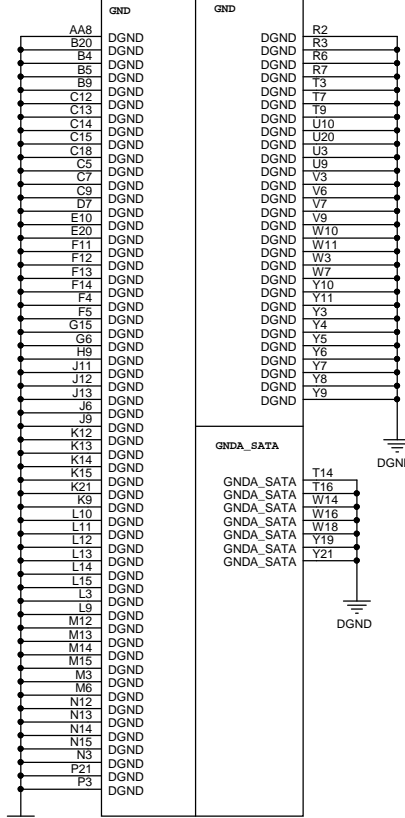 GND GND
AA8 DGND DGND R2
B20 DGND DGND R3
B4 DGND DGND R6
B5 DGND DGND R7
B9 DGND DGND T3
C12 DGND DGND T7
C13 DGND DGND T9
C14 DGND DGND U10
C15 DGND DGND U20
C18 DGND DGND U3
C5 DGND DGND U9
C7 DGND DGND V3
C9 DGND DGND V6
D7 DGND DGND V7
E10 DGND DGND V9
E20 DGND DGND W10
F11 DGND DGND W11
F12 DGND DGND W3
F13 DGND DGND W7
F14 DGND DGND Y10
F4 DGND DGND Y11
F5 DGND DGND Y3
G15 DGND DGND Y4
G6 DGND DGND Y5
H9 DGND DGND Y6
J11 DGND DGND Y7
J12 DGND DGND Y8
J13 DGND DGND Y9
J6 DGND
J9 DGND
K12 DGND
K13 DGND GNDA_SATA
K14 DGND DGND
K15 DGND GNDA_SATA T14
K21 DGND GNDA_SATA T16
K9 DGND GNDA_SATA W14
L10 DGND GNDA_SATA W16
L11 DGND GNDA_SATA W18
L12 DGND GNDA_SATA Y19
L13 DGND GNDA_SATA Y21
L14 DGND
L15 DGND
L3 DGND
L9 DGND
M12 DGND DGND
M13 DGND
M14 DGND
M15 DGND
M3 DGND
M6 DGND
N12 DGND
N13 DGND
N14 DGND
N15 DGND
N3 DGND
P21 DGND
P3 DGND